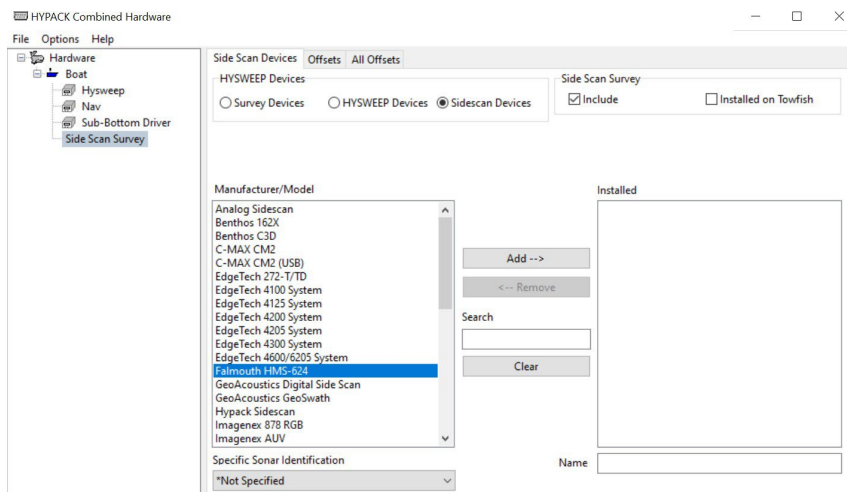 HYPACK Combined Hardware
File Options Help
Hardware
Boat
Hysweep
Nav
Sub-Bottom Driver
Side Scan Survey
Side Scan Devices Offsets All Offsets
HYSWEEP Devices
Survey Devices HYSWEEP Devices Sidescan Devices
Side Scan Survey
Include Installed on Towfish
Manufacturer/Model
Analog Sidescan
Benthos 162X
Benthos C3D
C-MAX CM2
C-MAX CM2 (USB)
EdgeTech 272-T/TD
EdgeTech 4100 System
EdgeTech 4125 System
EdgeTech 4200 System
EdgeTech 4205 System
EdgeTech 4300 System
EdgeTech 4600/6205 System
Falmouth HMS-624
GeoAcoustics Digital Side Scan
GeoAcoustics GeoSwath
Hypack Sidescan
Imagenex 878 RGB
Imagenex AUV
Specific Sonar Identification
*Not Specified
Add -->
<-- Remove
Search
Clear
Installed
Name